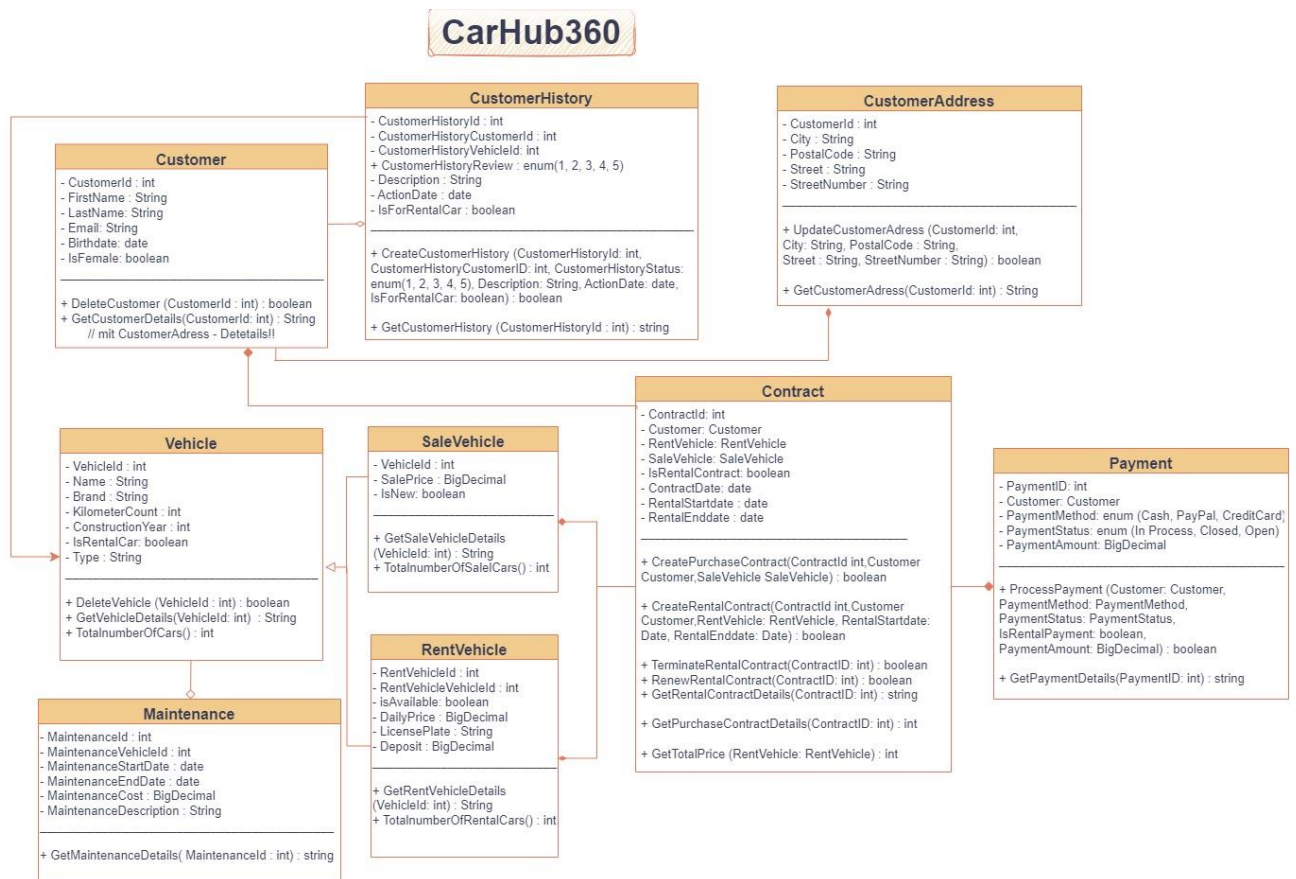 CarHub360
CustomerHistory
- CustomerHistoryId : int
- CustomerHistoryCustomerId : int
- CustomerHistoryVehicleId: int
+ CustomerHistoryReview : enum(1, 2, 3, 4, 5)
- Description : String
- ActionDate : date
- IsForRentalCar : boolean
+ CreateCustomerHistory (CustomerHistoryId: int,
CustomerHistoryCustomerID: int, CustomerHistoryStatus:
enum(1, 2, 3, 4, 5), Description: String, ActionDate: date,
IsForRentalCar: boolean) : boolean
+ GetCustomerHistory (CustomerHistoryId : int) : string
CustomerAddress
- CustomerId : int
- City : String
- PostalCode : String
- Street : String
- StreetNumber : String
+ UpdateCustomerAdress (CustomerId: int,
City: String, PostalCode : String,
Street : String, StreetNumber : String) : boolean
+ GetCustomerAdress(CustomerId: int) : String
Customer
- CustomerId : int
- FirstName : String
- LastName: String
- Email: String
- Birthdate: date
- IsFemale: boolean
+ DeleteCustomer (CustomerId : int) : boolean
+ GetCustomerDetails(CustomerId: int) : String
// mit CustomerAdress - Detetails!!
Vehicle
- VehicleId : int
- Name : String
- Brand : String
- KilometerCount : int
- ConstructionYear : int
- IsRentalCar: boolean
- Type : String
+ DeleteVehicle (VehicleId : int) : boolean
+ GetVehicleDetails(VehicleId: int) : String
+ TotalnumberOfCars() : int
SaleVehicle
- VehicleId : int
- SalePrice : BigDecimal
- IsNew: boolean
+ GetSaleVehicleDetails
(VehicleId: int) : String
+ TotalnumberOfSalelCars() : int
Contract
- ContractId: int
- Customer: Customer
- RentVehicle: RentVehicle
- SaleVehicle: SaleVehicle
- IsRentalContract: boolean
- ContractDate: date
- RentalStartdate : date
- RentalEnddate : date
+ CreatePurchaseContract(ContractId int,Customer
Customer,SaleVehicle SaleVehicle) : boolean
+ CreateRentalContract(ContractId int,Customer
Customer,RentVehicle: RentVehicle, RentalStartdate:
Date, RentalEnddate: Date) : boolean
+ TerminateRentalContract(ContractID: int) : boolean
+ RenewRentalContract(ContractID: int) : boolean
+ GetRentalContractDetails(ContractID: int) : string
+ GetPurchaseContractDetails(ContractID: int) : int
+ GetTotalPrice (RentVehicle: RentVehicle) : int
Payment
- PaymentID: int
- Customer: Customer
- PaymentMethod: enum (Cash, PayPal, CreditCard)
- PaymentStatus: enum (In Process, Closed, Open)
- PaymentAmount: BigDecimal
+ ProcessPayment (Customer: Customer,
PaymentMethod: PaymentMethod,
PaymentStatus: PaymentStatus,
IsRentalPayment: boolean,
PaymentAmount: BigDecimal) : boolean
+ GetPaymentDetails(PaymentID: int) : string
RentVehicle
- RentVehicleId : int
- RentVehicleVehicleId : int
- isAvailable: boolean
- DailyPrice : BigDecimal
- LicensePlate : String
- Deposit : BigDecimal
+ GetRentVehicleDetails
(VehicleId: int) : String
+ TotalnumberOfRentalCars() : int
Maintenance
- MaintenanceId : int
- MaintenanceVehicleId : int
- MaintenanceStartDate : date
- MaintenanceEndDate : date
- MaintenanceCost : BigDecimal
- MaintenanceDescription : String
+ GetMaintenanceDetails( MaintenanceId : int) : string